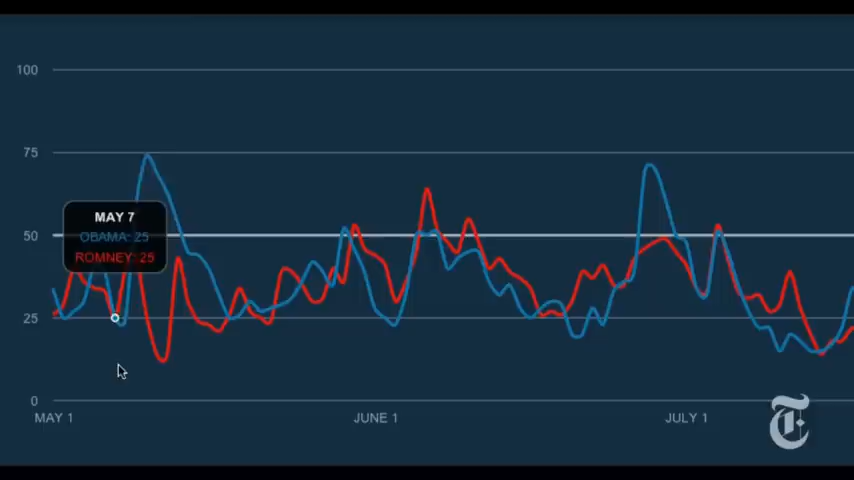 100
75
MAY 7
OBAMA: 25
ROMNEY: 25
50
25
0
MAY 1
JUNE 1
JULY 1
T